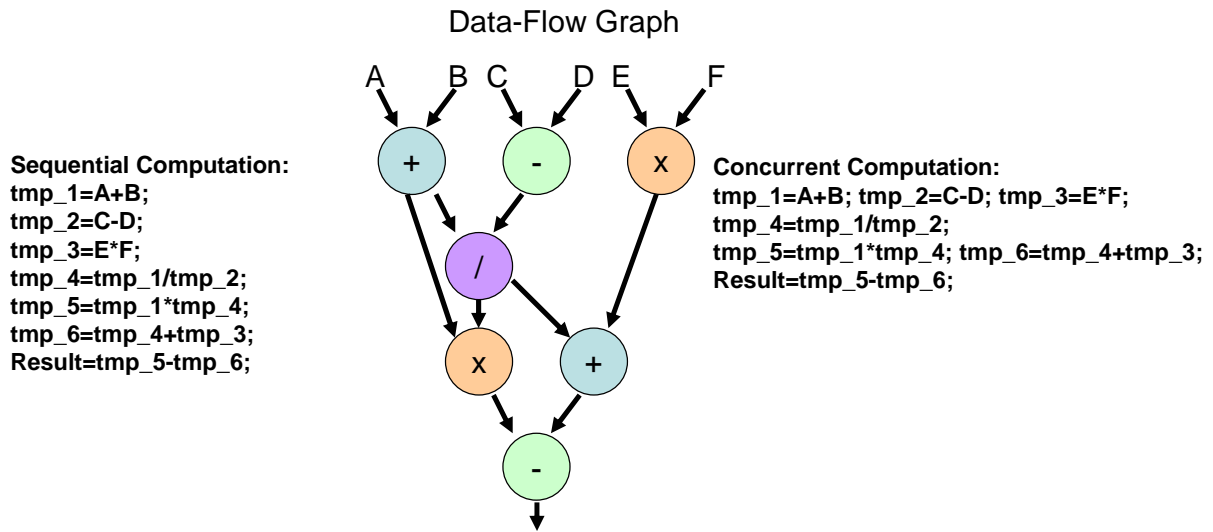 Data-Flow Graph
A B C D E F
+ - x
Sequential Computation:
tmp_1=A+B;
tmp_2=C-D;
tmp_3=E*F;
tmp_4=tmp_1/tmp_2;
tmp_5=tmp_1*tmp_4;
tmp_6=tmp_4+tmp_3;
Result=tmp_5-tmp_6;
/
x +
-
Concurrent Computation:
tmp_1=A+B; tmp_2=C-D; tmp_3=E*F;
tmp_4=tmp_1/tmp_2;
tmp_5=tmp_1*tmp_4; tmp_6=tmp_4+tmp_3;
Result=tmp_5-tmp_6;